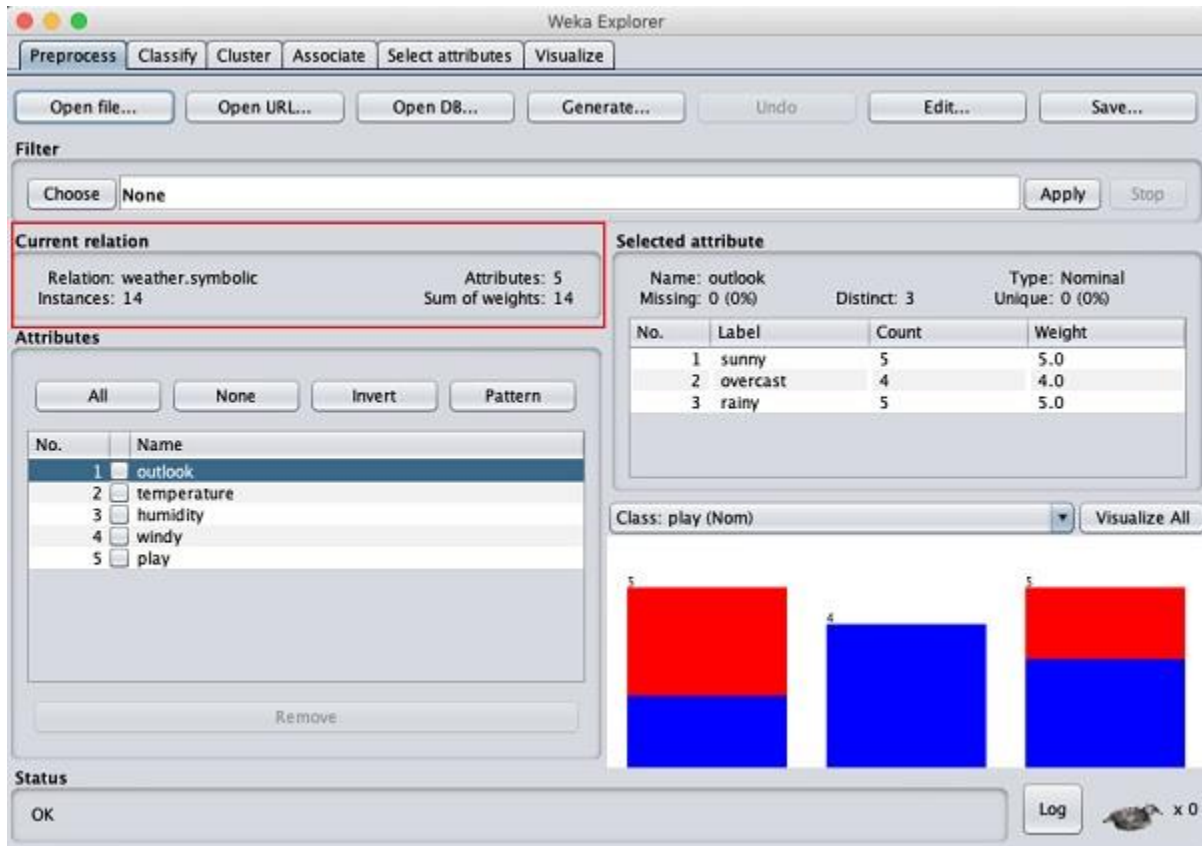 Weka Explorer
Preprocess Classify Cluster Associate Select attributes Visualize
Open file... Open URL... Open DB... Generate... Undo Edit... Save...
Filter
Choose None Apply Stop
Current relation
Relation: weather.symbolic Attributes: 5
Instances: 14 Sum of weights: 14
Selected attribute
Name: outlook Type: Nominal
Missing: 0 (0%) Distinct: 3 Unique: 0 (0%)
No. Label Count Weight
1 sunny 5 5.0
2 overcast 4 4.0
3 rainy 5 5.0
Attributes
All None Invert Pattern
No. Name
1 outlook
2 temperature
3 humidity
4 windy
5 play
Remove
Class: play (Nom) Visualize All
5 4 5
Status
OK Log x 0